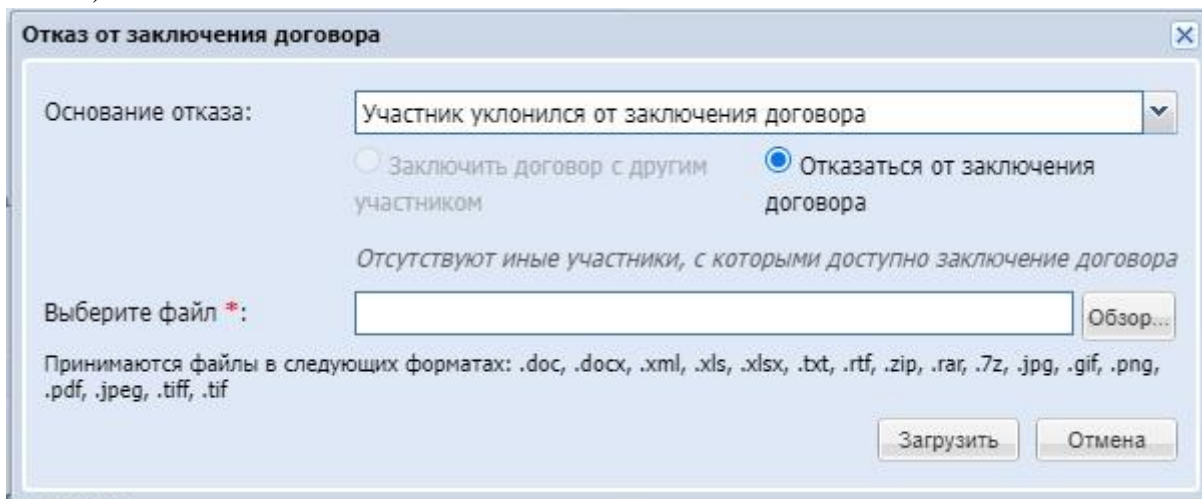 Отказ от заключения договора
Основание отказа: Участник уклонился от заключения договора
Заключить договор с другим участником
Отказаться от заключения договора
Отсутствуют иные участники, с которыми доступно заключение договора
Выберите файл *: Обзор...
Принимаются файлы в следующих форматах: .doc, .docx, .xml, .xls, .xlsx, .txt, .rtf, .zip, .rar, .7z, .jpg, .gif, .png,
.pdf, .jpeg, .tiff, .tif
Загрузить Отмена